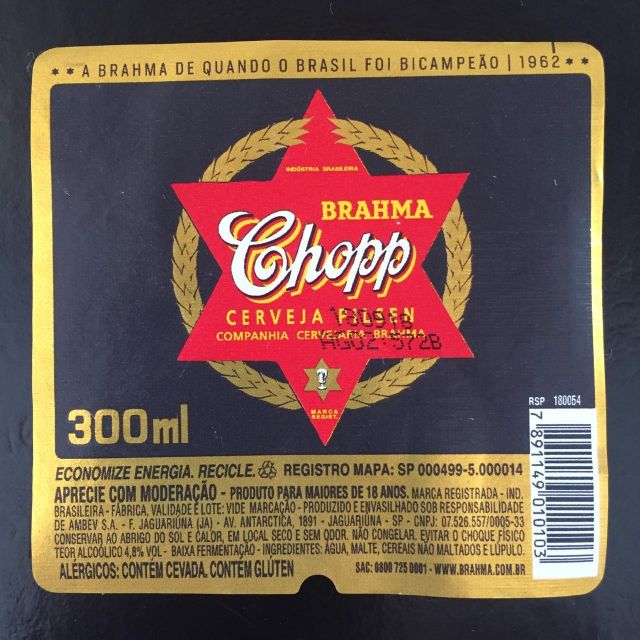 ** A BRAHMA DE QUANDO O BRASIL FOI BICAMPEÃO | 1962 **
INDÚSTRIA BRASILEIRA
BRAHMA
Chopp
CERVEJA PILSEN
COMPANHIA CERVEJARIA BRAHMA
MARCA
REGIST.
300ml
RSP 180054
7 891149 010103
ECONOMIZE ENERGIA. RECICLE. REGISTRO MAPA: SP 000499-5.000014
APRECIE COM MODERAÇÃO - PRODUTO PARA MAIORES DE 18 ANOS. MARCA REGISTRADA - IND.
BRASILEIRA - FABRICA, VALIDADE E LOTE: VIDE MARCAÇÃO - PRODUZIDO E ENVASILHADO SOB RESPONSABILIDADE
DE AMBEV S.A. - F. JAGUARIÚNA (JA) - AV. ANTARCTICA, 1891 - JAGUARIÚNA - SP - CNPJ: 07.526.557/0005-33
CONSERVAR AO ABRIGO DO SOL E CALOR, EM LOCAL SECO E SEM ODOR. NÃO CONGELAR. EVITAR O CHOQUE FÍSICO
TEOR ALCOÓLICO 4,8% VOL - BAIXA FERMENTAÇÃO - INGREDIENTES: ÁGUA, MALTE, CEREAIS NÃO MALTADOS E LÚPULO.
ALÉRGICOS: CONTÉM CEVADA. CONTÉM GLÚTEN SAC: 0800 725 0001 - WWW.BRAHMA.COM.BR